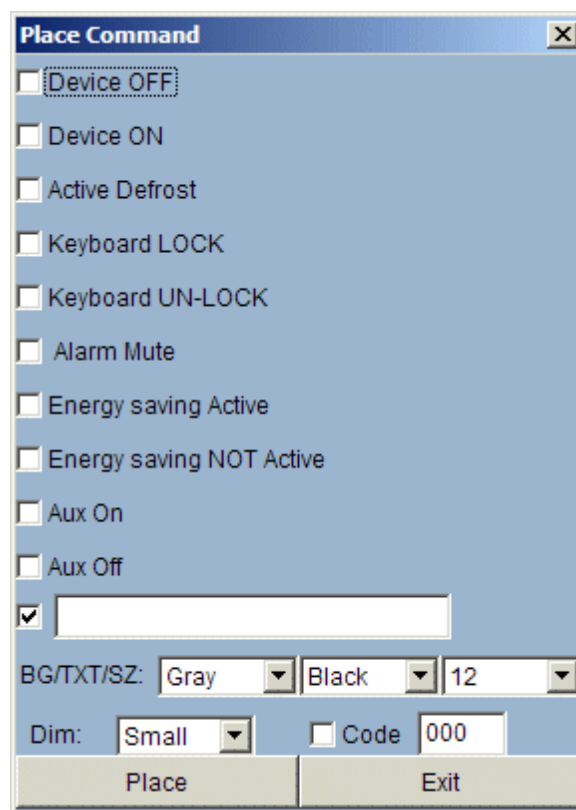 Place Command
Device OFF
Device ON
Active Defrost
Keyboard LOCK
Keyboard UN-LOCK
Alarm Mute
Energy saving Active
Energy saving NOT Active
Aux On
Aux Off
BG/TXT/SZ: Gray Black 12
Dim: Small Code 000
Place Exit